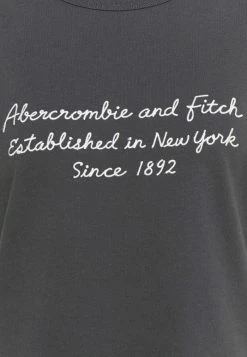 Abercrombie and Fitch
Established in New York
Since 1892